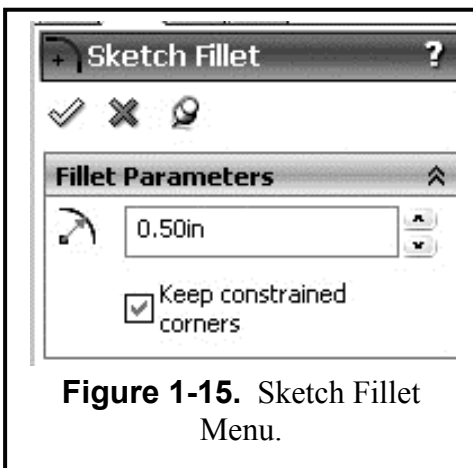 Sketch Fillet ?
Fillet Parameters
0.50in
Keep constrained
corners
Figure 1-15. Sketch Fillet
Menu.